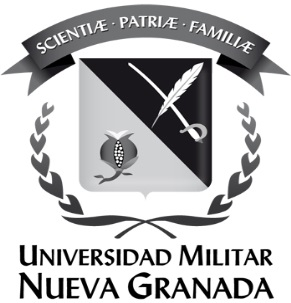 SCIENTIÆ · PATRIÆ · FAMILIÆ
UNIVERSIDAD MILITAR
NUEVA GRANADA